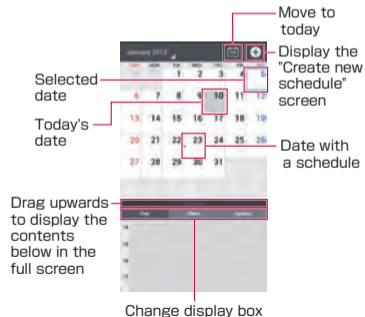 Move to
today
January 2013
Display the
"Create new
schedule"
screen
Selected
date
Today's
date
1 2 3 4 5
6 7 8 9 10 11 12
13 14 15 16 17 18 19
20 21 22 23 24 25 26
27 28 29 30 31
Date with
a schedule
Drag upwards
to display the
contents
below in the
full screen
Change display box